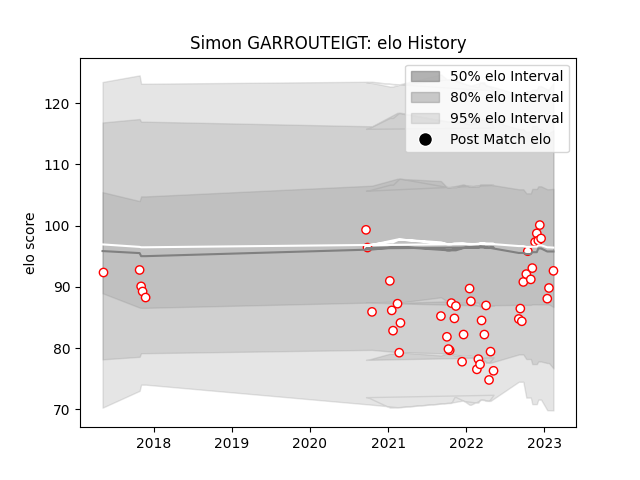 Simon GARROUTEIGT: elo History
50% elo Interval
80% elo Interval
95% elo Interval
Post Match elo
elo score
120
110
100
90
80
70
2018 2019 2020 2021 2022 2023